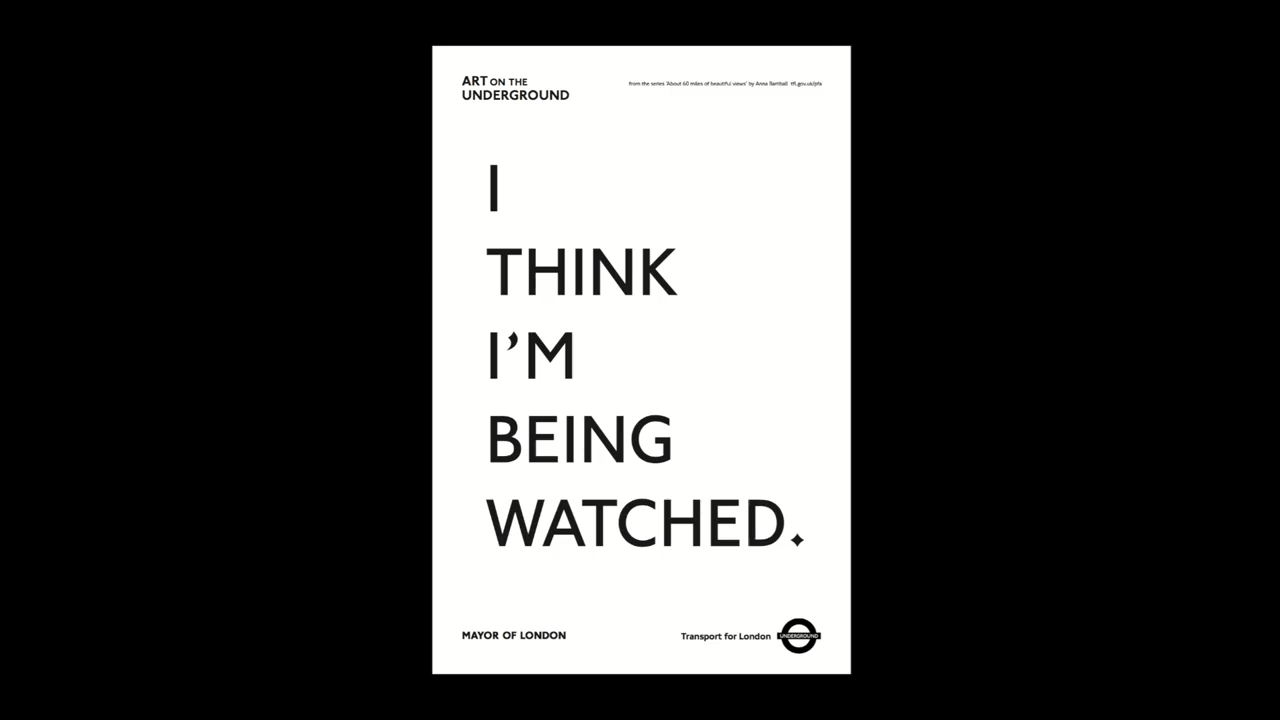 ART ON THE
UNDERGROUND
from the series 'About 60 miles of beautiful views' by Anna Barriball tfl.gov.uk/pfa
I
THINK
I’M
BEING
WATCHED.
MAYOR OF LONDON
Transport for London
UNDERGROUND